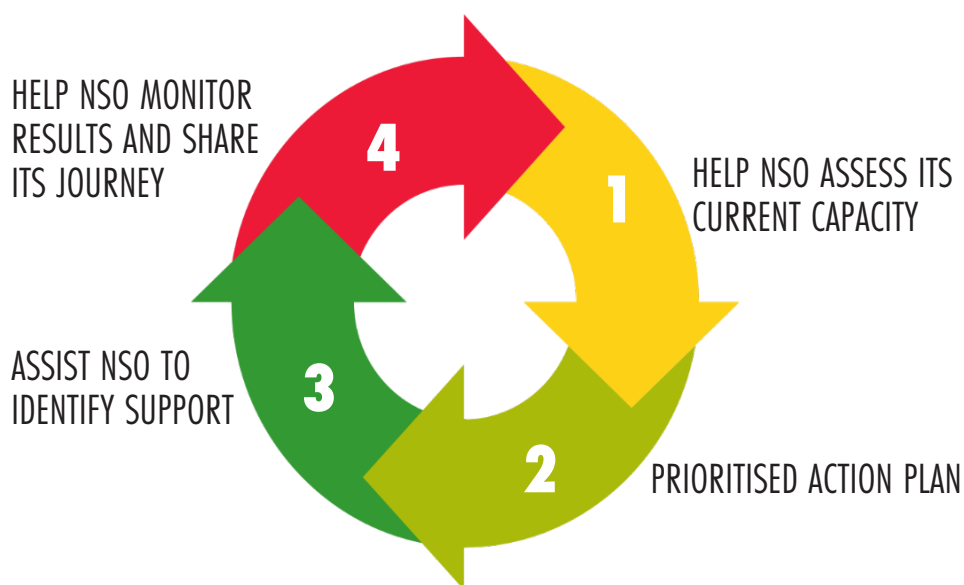 1
HELP NSO ASSESS ITS
CURRENT CAPACITY
2
PRIORITISED ACTION PLAN
3
ASSIST NSO TO
IDENTIFY SUPPORT
4
HELP NSO MONITOR
RESULTS AND SHARE
ITS JOURNEY